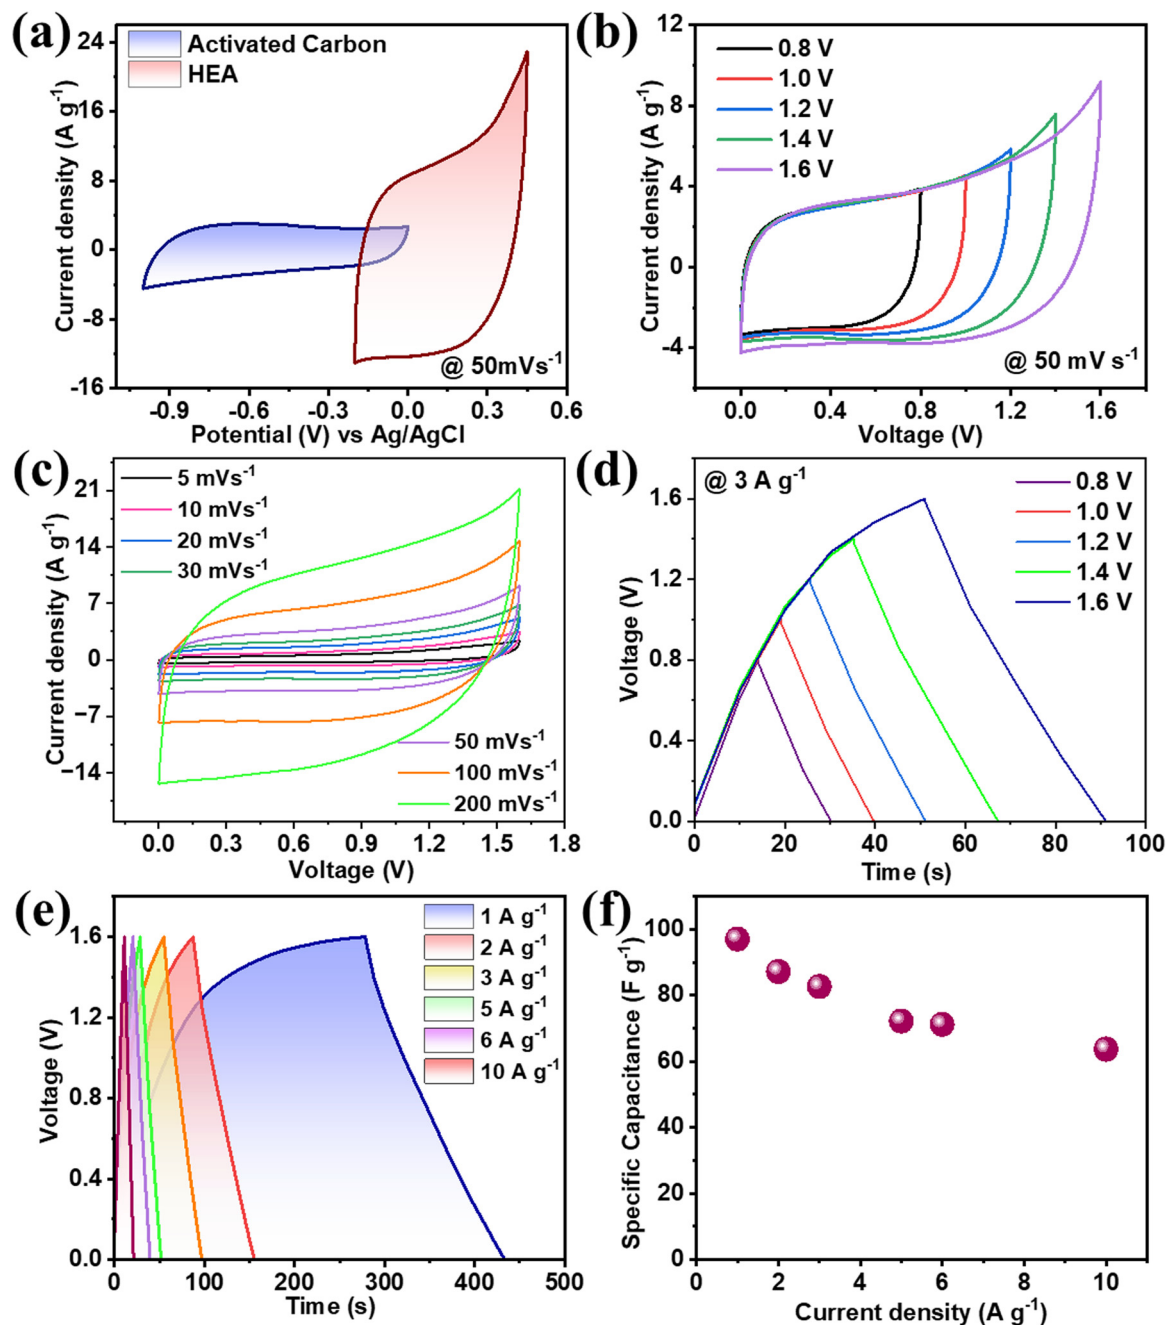 (a)
Activated Carbon
HEA
24
16
8
0
-8
-16
Current density (A g⁻¹)
@ 50mVs⁻¹
-0.9 -0.6 -0.3 0.0 0.3 0.6
Potential (V) vs Ag/AgCl
(b)
0.8 V
1.0 V
1.2 V
1.4 V
1.6 V
12
8
4
0
-4
Current density (A g⁻¹)
@ 50 mV s⁻¹
0.0 0.4 0.8 1.2 1.6
Voltage (V)
(c)
5 mVs⁻¹
10 mVs⁻¹
20 mVs⁻¹
30 mVs⁻¹
21
14
7
0
-7
-14
Current density (A g⁻¹)
50 mVs⁻¹
100 mVs⁻¹
200 mVs⁻¹
0.0 0.3 0.6 0.9 1.2 1.5 1.8
Voltage (V)
(d)
@ 3 A g⁻¹
0.8 V
1.0 V
1.2 V
1.4 V
1.6 V
1.6
1.2
0.8
0.4
0.0
Voltage (V)
0 20 40 60 80 100
Time (s)
(e)
1 A g⁻¹
2 A g⁻¹
3 A g⁻¹
5 A g⁻¹
6 A g⁻¹
10 A g⁻¹
1.6
1.2
0.8
0.4
0.0
Voltage (V)
0 100 200 300 400 500
Time (s)
(f)
100
80
60
40
20
0
Specific Capacitance (F g⁻¹)
0 2 4 6 8 10
Current density (A g⁻¹)